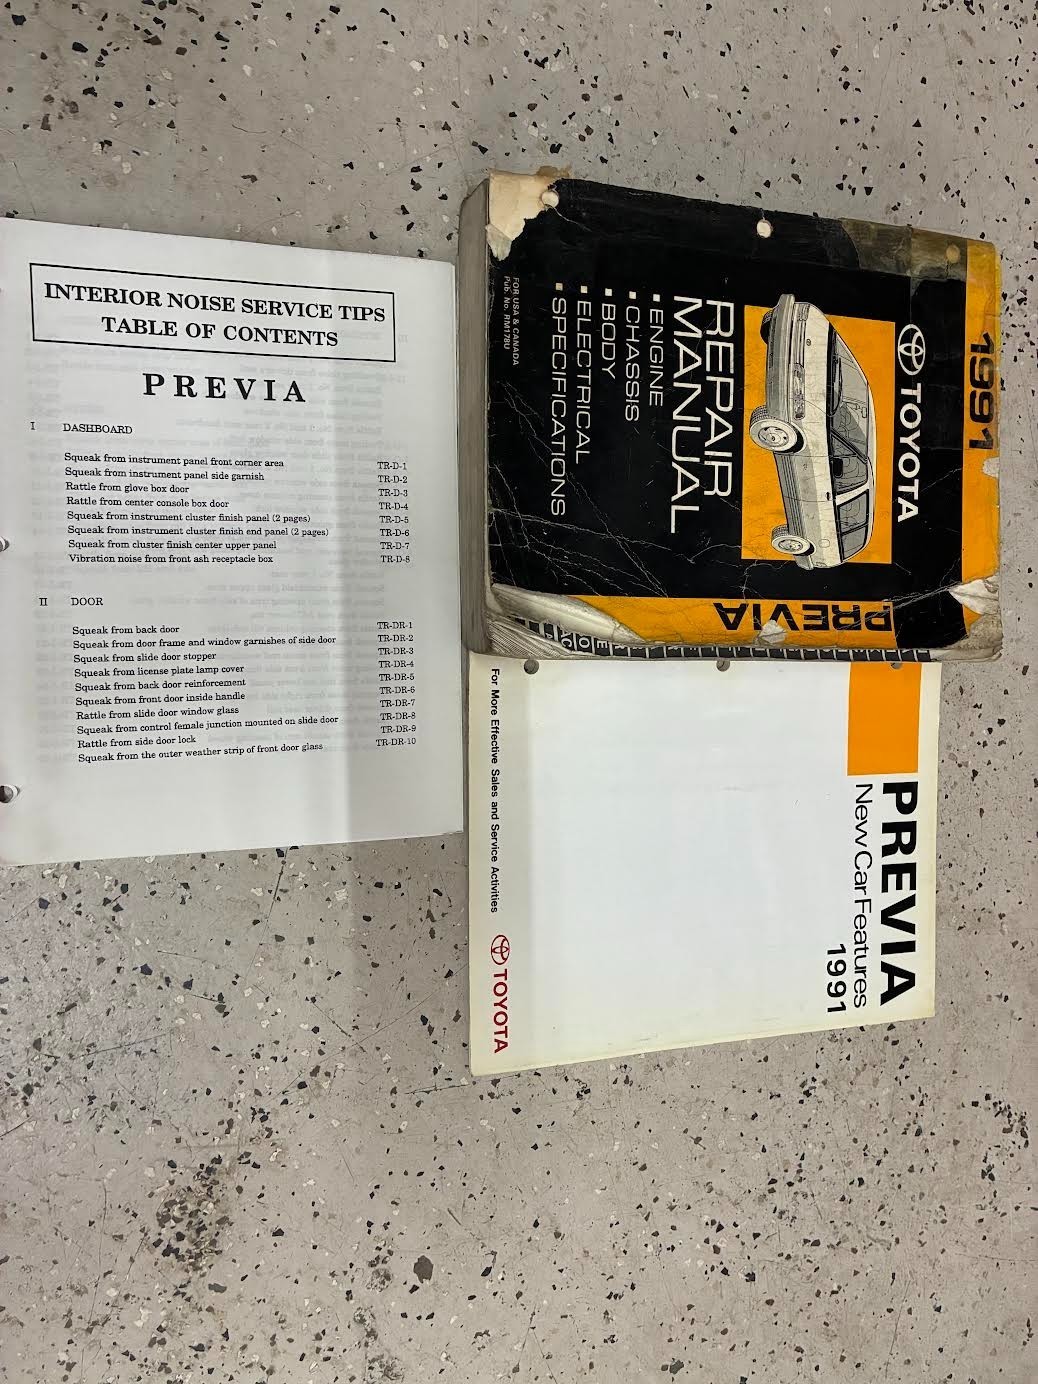 INTERIOR NOISE SERVICE TIPS
TABLE OF CONTENTS
PREVIA
I DASHBOARD
Squeak from instrument panel front corner area TR-D-1
Squeak from instrument panel side garnish TR-D-2
Rattle from glove box door TR-D-3
Rattle from center console box door TR-D-4
Squeak from instrument cluster finish panel (2 pages) TR-D-5
Squeak from instrument cluster finish end panel (2 pages) TR-D-6
Squeak from cluster finish center upper panel TR-D-7
Vibration noise from front ash receptacle box TR-D-8
II DOOR
Squeak from back door TR-DR-1
Squeak from door frame and window garnishes of side door TR-DR-2
Squeak from slide door stopper TR-DR-3
Squeak from license plate lamp cover TR-DR-4
Squeak from back door reinforcement TR-DR-5
Squeak from front door inside handle TR-DR-6
Rattle from slide door window glass TR-DR-7
Squeak from control female junction mounted on slide door TR-DR-8
Rattle from side door lock TR-DR-9
Squeak from the outer weather strip of front door glass TR-DR-10
1991
TOYOTA
PREVIA
REPAIR
MANUAL
▪ ENGINE
▪ CHASSIS
▪ BODY
▪ ELECTRICAL
▪ SPECIFICATIONS
FOR USA & CANADA
Pub. No. RM178U
PREVIA
New Car Features
1991
For More Effective Sales and Service Activities
TOYOTA